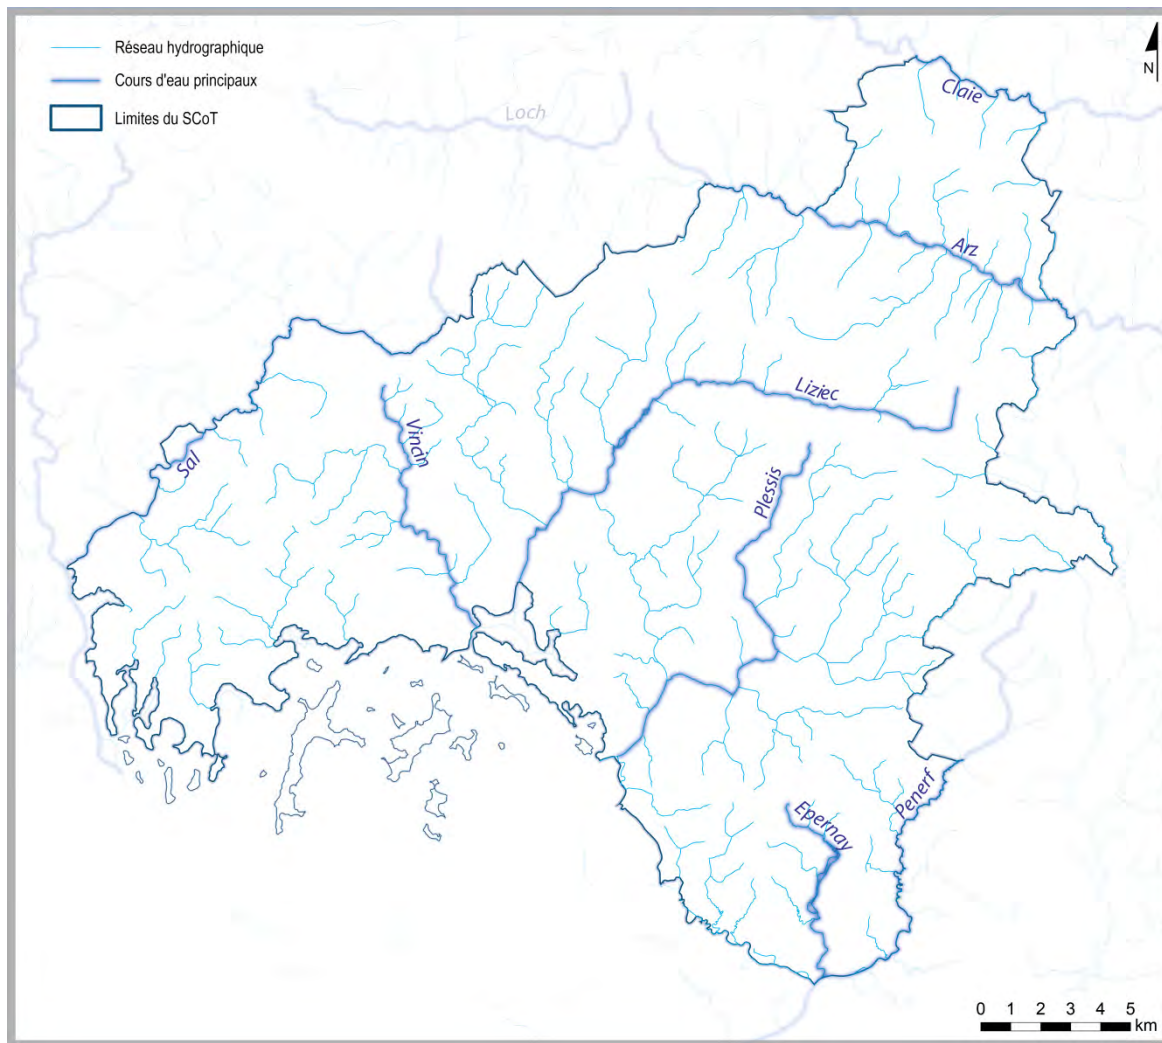 Réseau hydrographique
Cours d'eau principaux
Limites du SCoT
N
Loch
Claie
Arz
Liziec
Vincin
Sal
Plessis
Penerf
Epernay
0 1 2 3 4 5
km